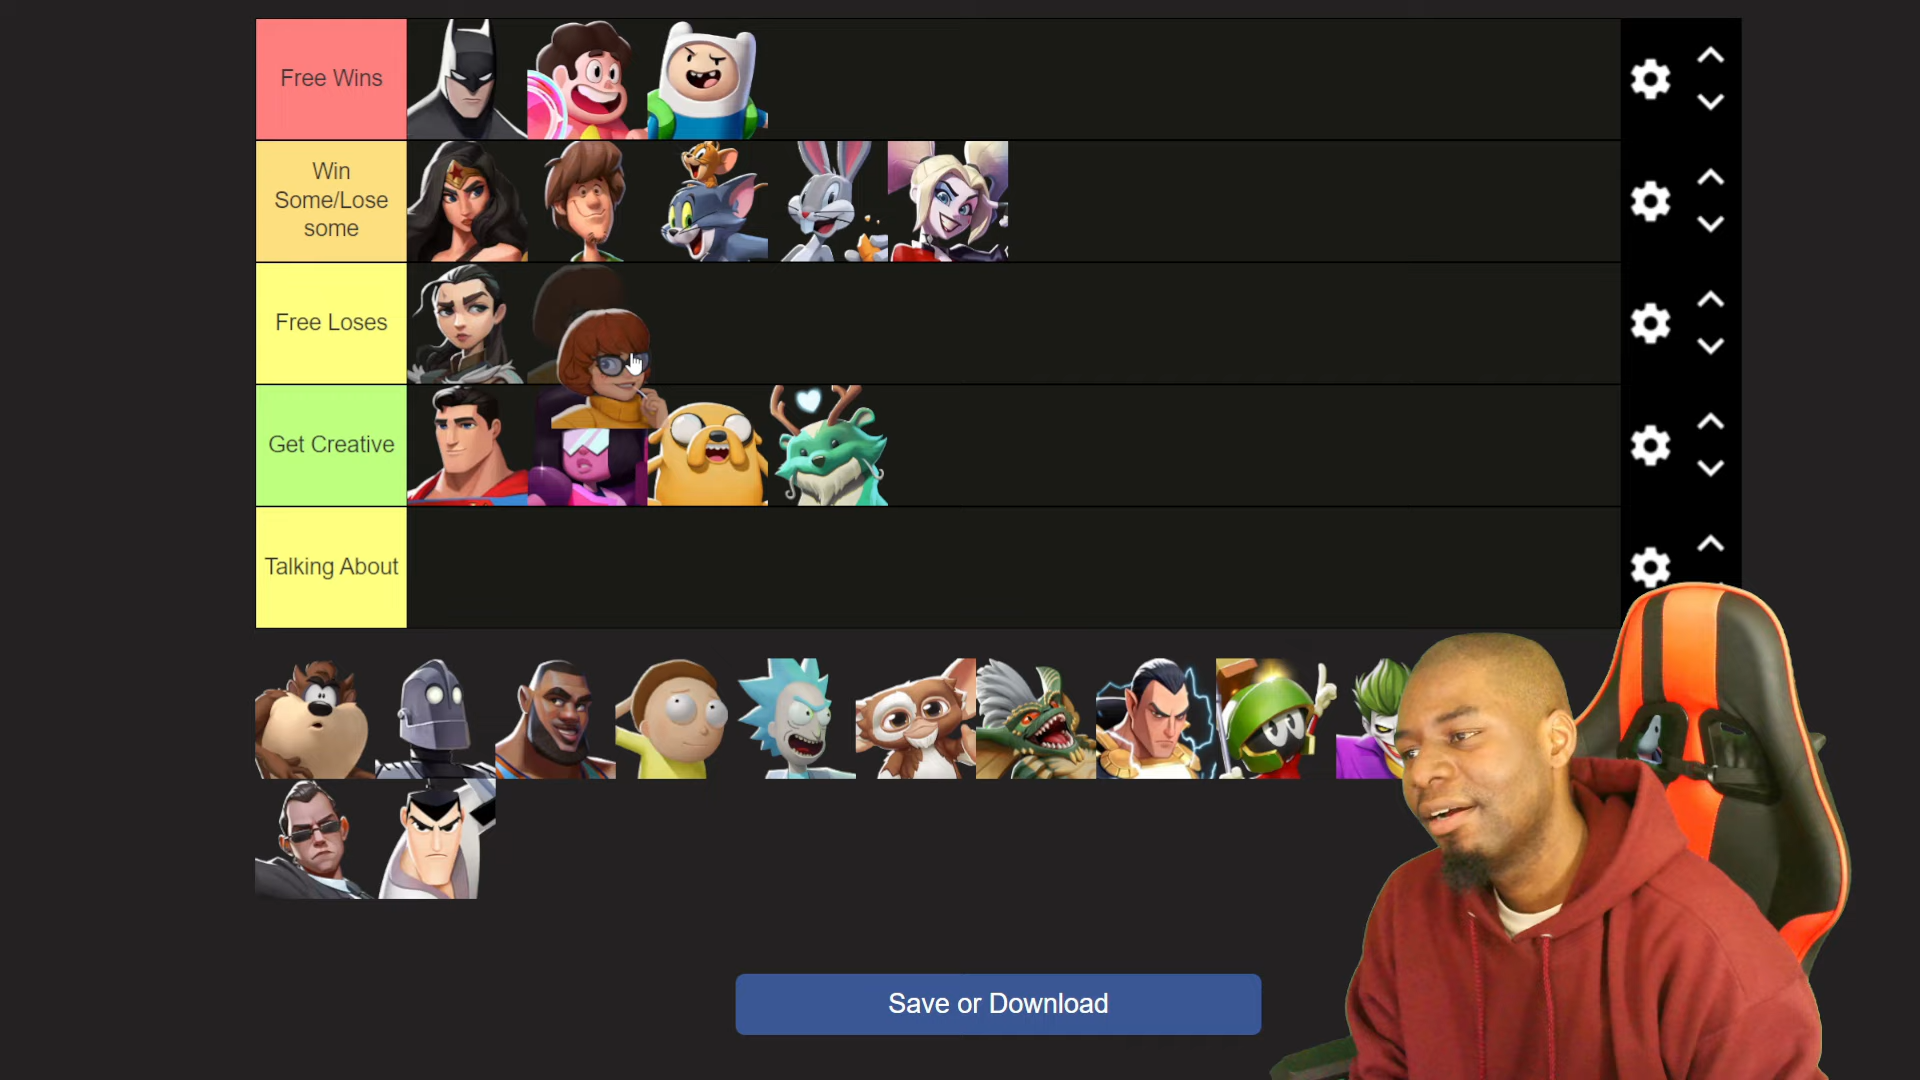 Free Wins
Win
Some/Lose
some
Free Loses
Get Creative
Talking About
Save or Download